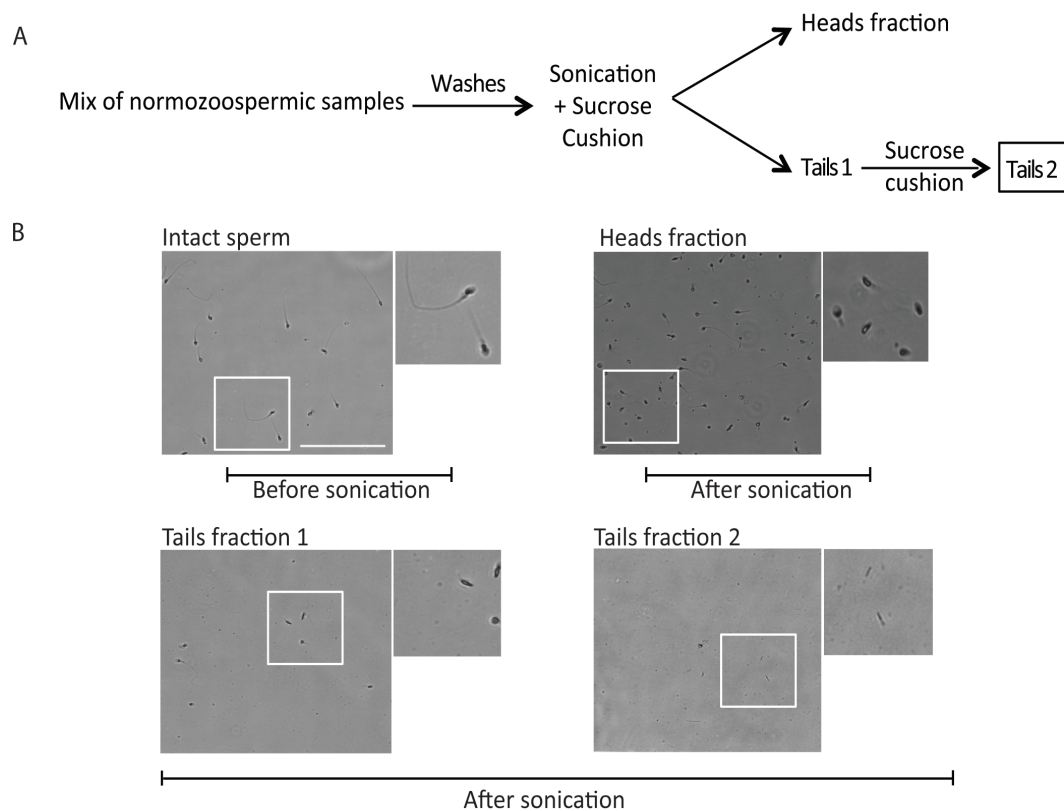 A
Mix of normozoospermic samples
Washes
Sonication
+ Sucrose
Cushion
Heads fraction
Tails 1
Sucrose
cushion
Tails 2
B
Intact sperm
Heads fraction
Before sonication
After sonication
Tails fraction 1
Tails fraction 2
After sonication